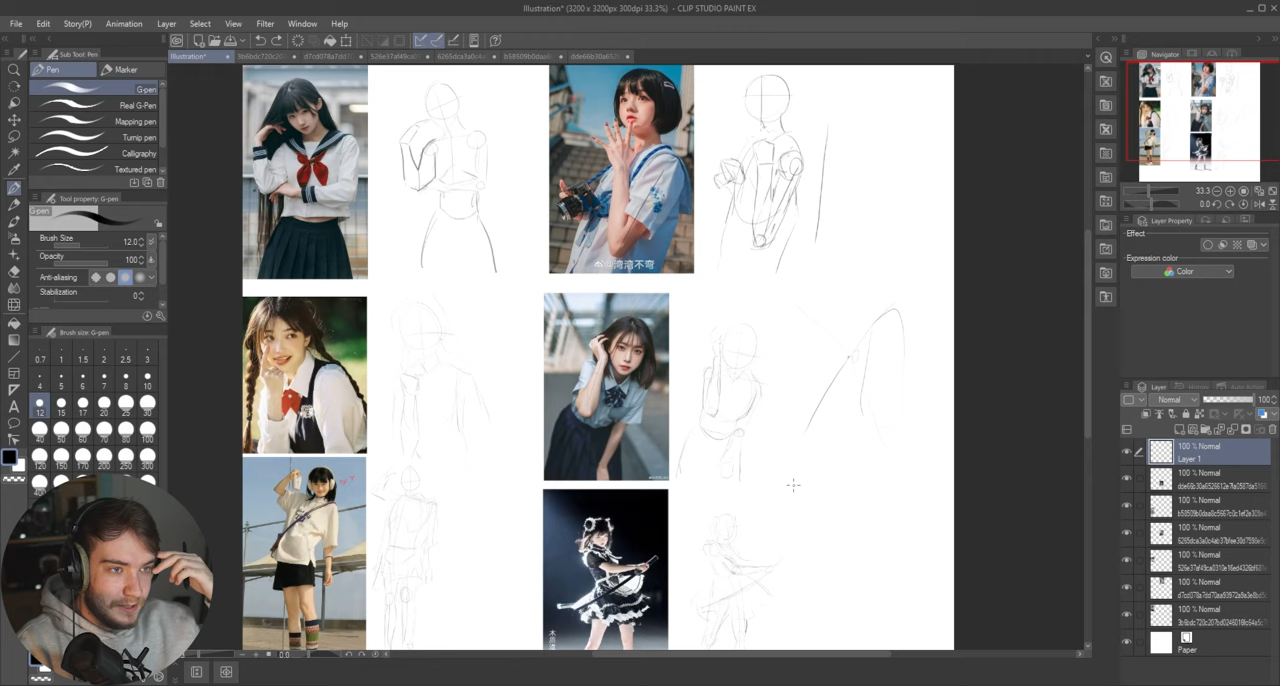 Illustration* (3200 x 3200px 300dpi 33.3%) - CLIP STUDIO PAINT EX
File Edit Story(P) Animation Layer Select View Filter Window Help
Sub Tool: Pen
Illustration*
Pen
Marker
G-pen
Real G-Pen
Mapping pen
Turnip pen
Calligraphy
Textured pen
Tool property: G-pen
G-pen
Brush Size 12.0
Opacity 100
Anti-aliasing
Stabilization 0
Brush size: G-pen
0.7 1 1.5 2 2.5 3
4 5 6 7 8 10
12 15 17 20 25 30
40 50 60 70 80 100
120 150 170 200 250 300
@湾湾不弯
Navigator
33.3
0.0
Layer Property
Effect
Expression color
Color
Layer
Normal
100
100 % Normal
Layer 1
100 % Normal
100 % Normal
100 % Normal
100 % Normal
100 % Normal
100 % Normal
Paper